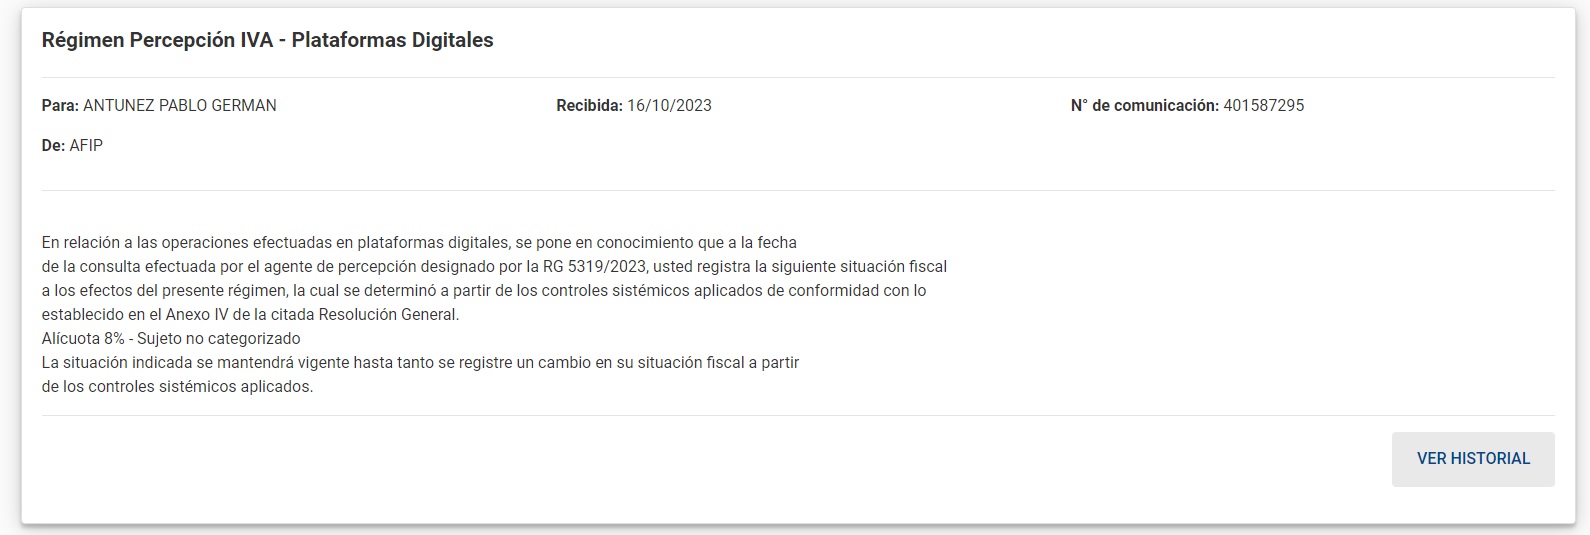 Régimen Percepción IVA - Plataformas Digitales
Para: ANTUNEZ PABLO GERMAN
Recibida: 16/10/2023
N° de comunicación: 401587295
De: AFIP
En relación a las operaciones efectuadas en plataformas digitales, se pone en conocimiento que a la fecha
de la consulta efectuada por el agente de percepción designado por la RG 5319/2023, usted registra la siguiente situación fiscal
a los efectos del presente régimen, la cual se determinó a partir de los controles sistémicos aplicados de conformidad con lo
establecido en el Anexo IV de la citada Resolución General.
Alícuota 8% - Sujeto no categorizado
La situación indicada se mantendrá vigente hasta tanto se registre un cambio en su situación fiscal a partir
de los controles sistémicos aplicados.
VER HISTORIAL